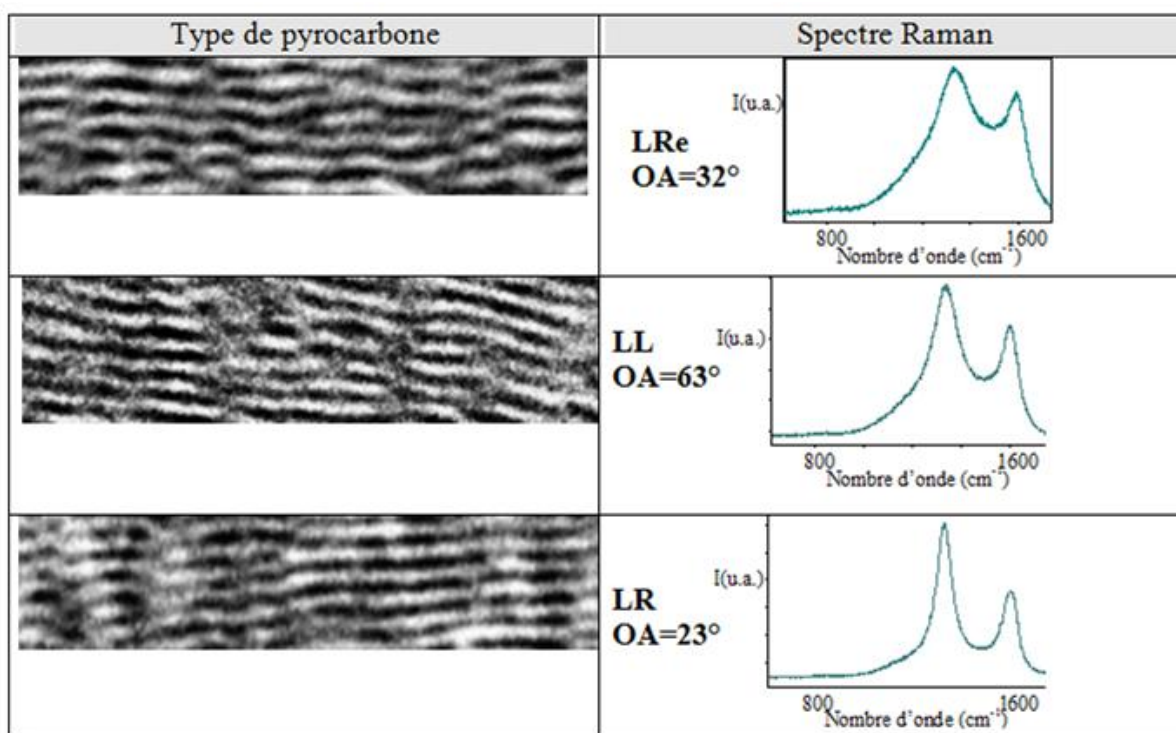 Type de pyrocarbone
Spectre Raman
LRe
OA=32°
I(u.a.)
800
1600
Nombre d'onde (cm⁻¹)
LL
OA=63°
I(u.a.)
800
1600
Nombre d'onde (cm⁻¹)
LR
OA=23°
I(u.a.)
800
1600
Nombre d'onde (cm⁻¹)